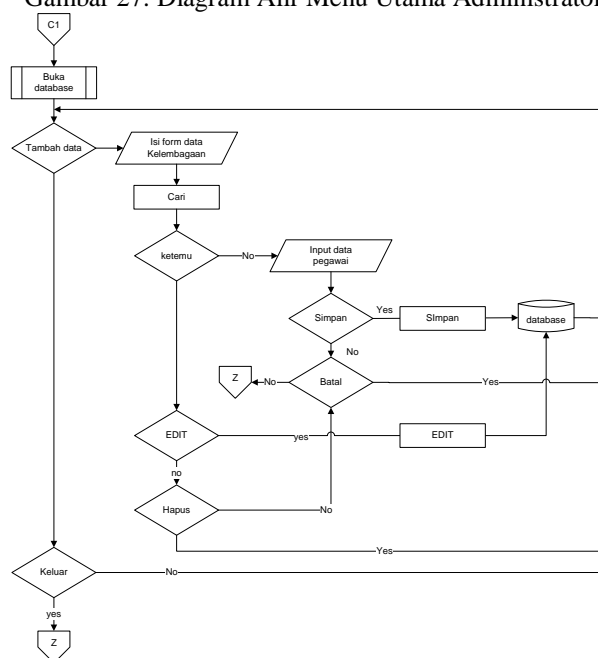 Gambar 27. Diagram Alir Menu Utama Administrator
C1
Buka
database
Tambah data
Isi form data
Kelembagaan
Cari
ketemu
No
Input data
pegawai
Simpan
Yes
SImpan
database
No
Z
No
Batal
Yes
EDIT
yes
EDIT
no
Hapus
No
Yes
Keluar
No
yes
Z